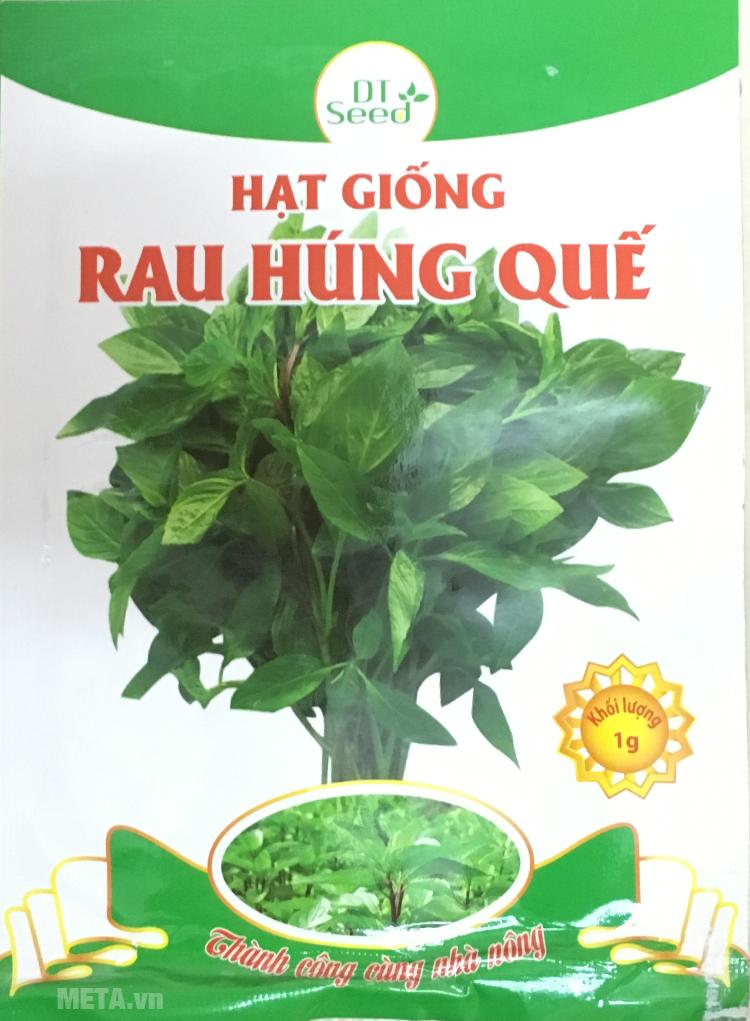 DT
Seed
HẠT GIỐNG
RAU HÚNG QUẾ
Khối lượng
1g
Thành công cùng nhà nông
META.vn